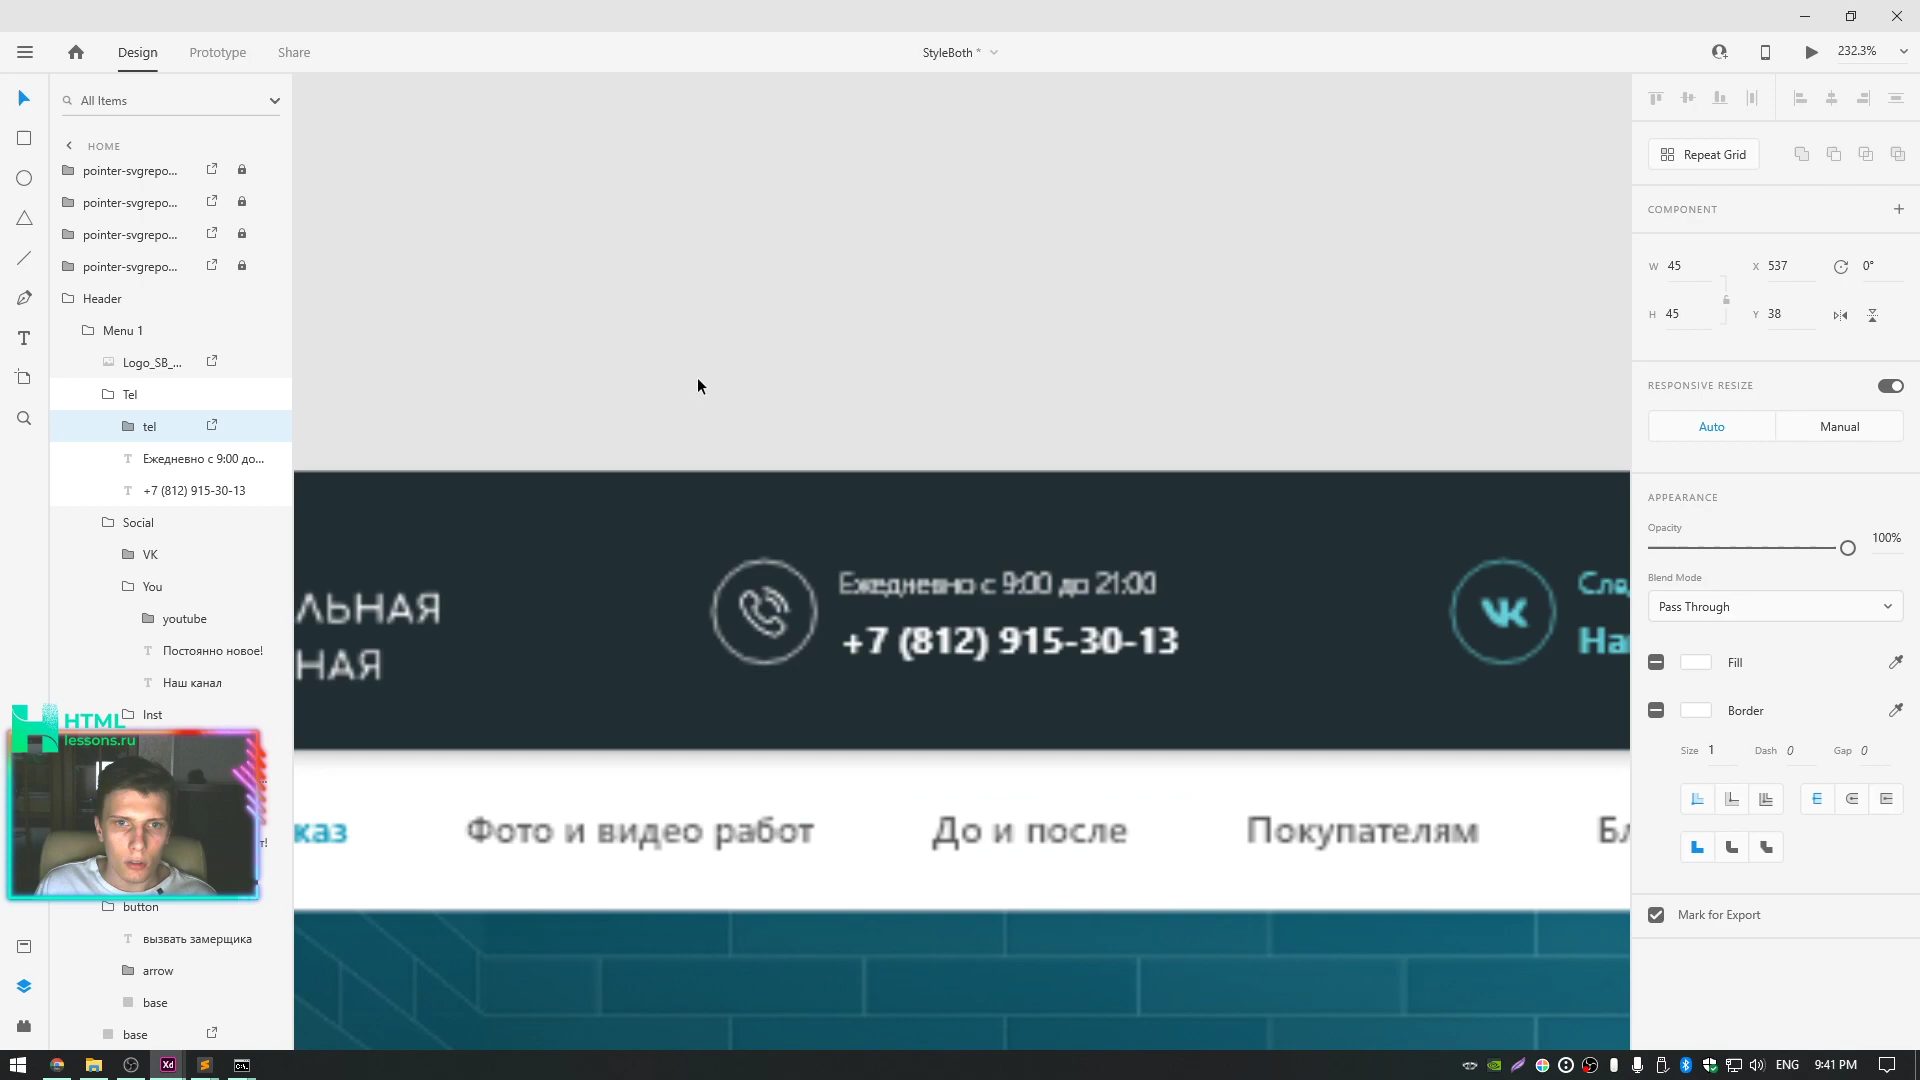 Design
Prototype
Share
StyleBoth *
232.3%
All Items
HOME
pointer-svgrepo...
pointer-svgrepo...
pointer-svgrepo...
pointer-svgrepo...
Header
Menu 1
Logo_SB_...
Tel
tel
Ежедневно с 9:00 до...
+7 (812) 915-30-13
Social
VK
You
youtube
Постоянно новое!
Наш канал
Inst
HTML
lessons.ru
button
вызвать замерщика
arrow
base
base
ЛЬНАЯ
НАЯ
Ежедневно с 9:00 до 21:00
+7 (812) 915-30-13
Сле
На
каз
Фото и видео работ
До и после
Покупателям
Бл
Repeat Grid
COMPONENT
W 45
X 537
0°
H 45
Y 38
RESPONSIVE RESIZE
Auto
Manual
APPEARANCE
Opacity
100%
Blend Mode
Pass Through
Fill
Border
Size 1
Dash 0
Gap 0
Mark for Export
Xd
ENG
9:41 PM